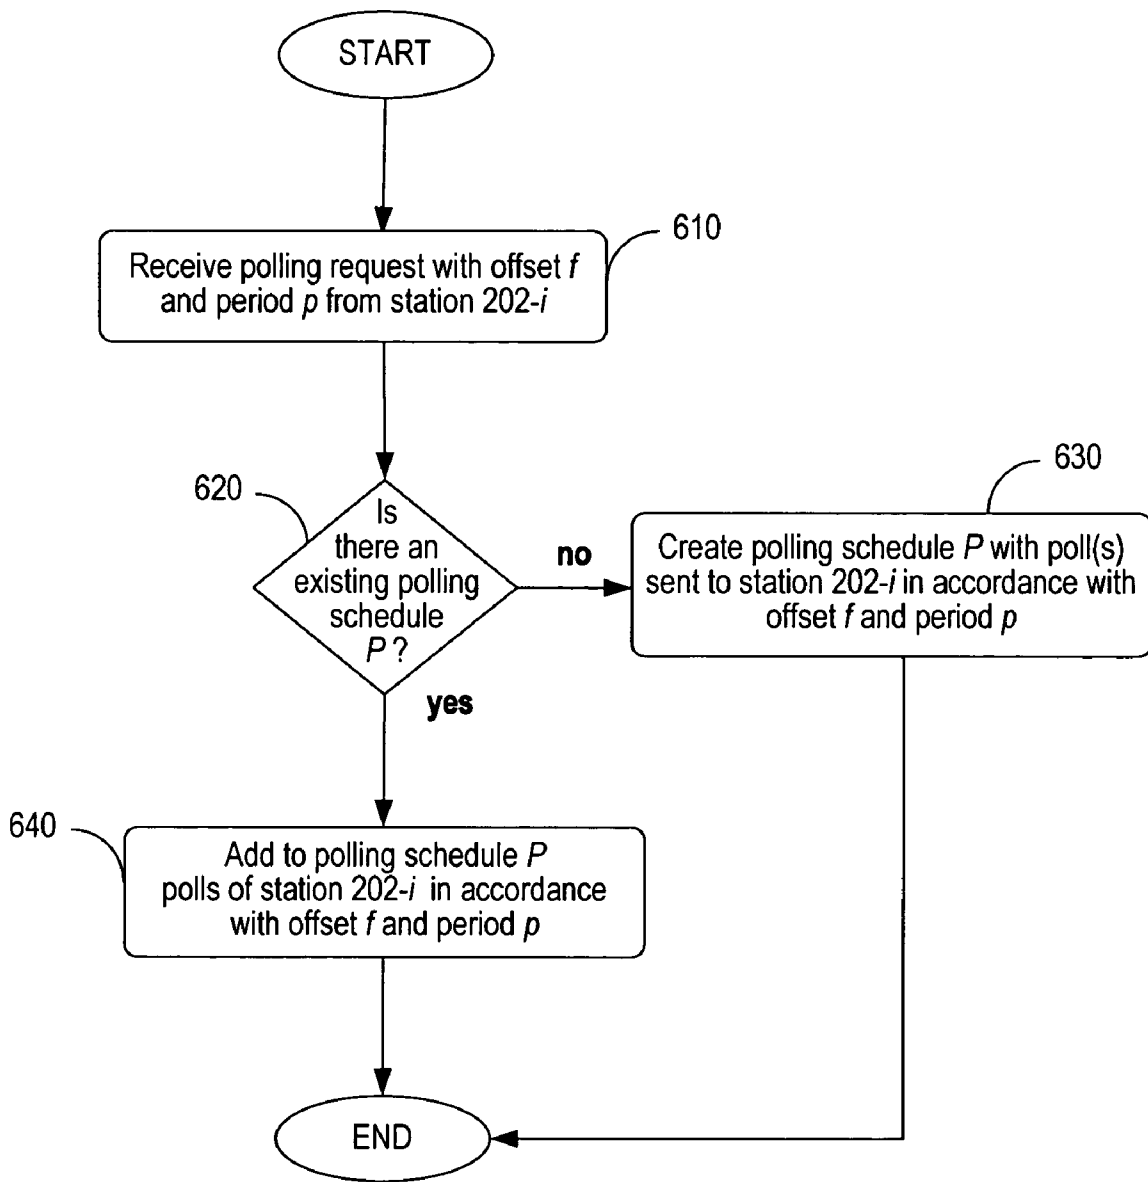 START
610
Receive polling request with offset f
and period p from station 202-i
620
Is
there an
existing polling
schedule
P ?
no
yes
630
Create polling schedule P with poll(s)
sent to station 202-i in accordance with
offset f and period p
640
Add to polling schedule P
polls of station 202-i in accordance
with offset f and period p
END